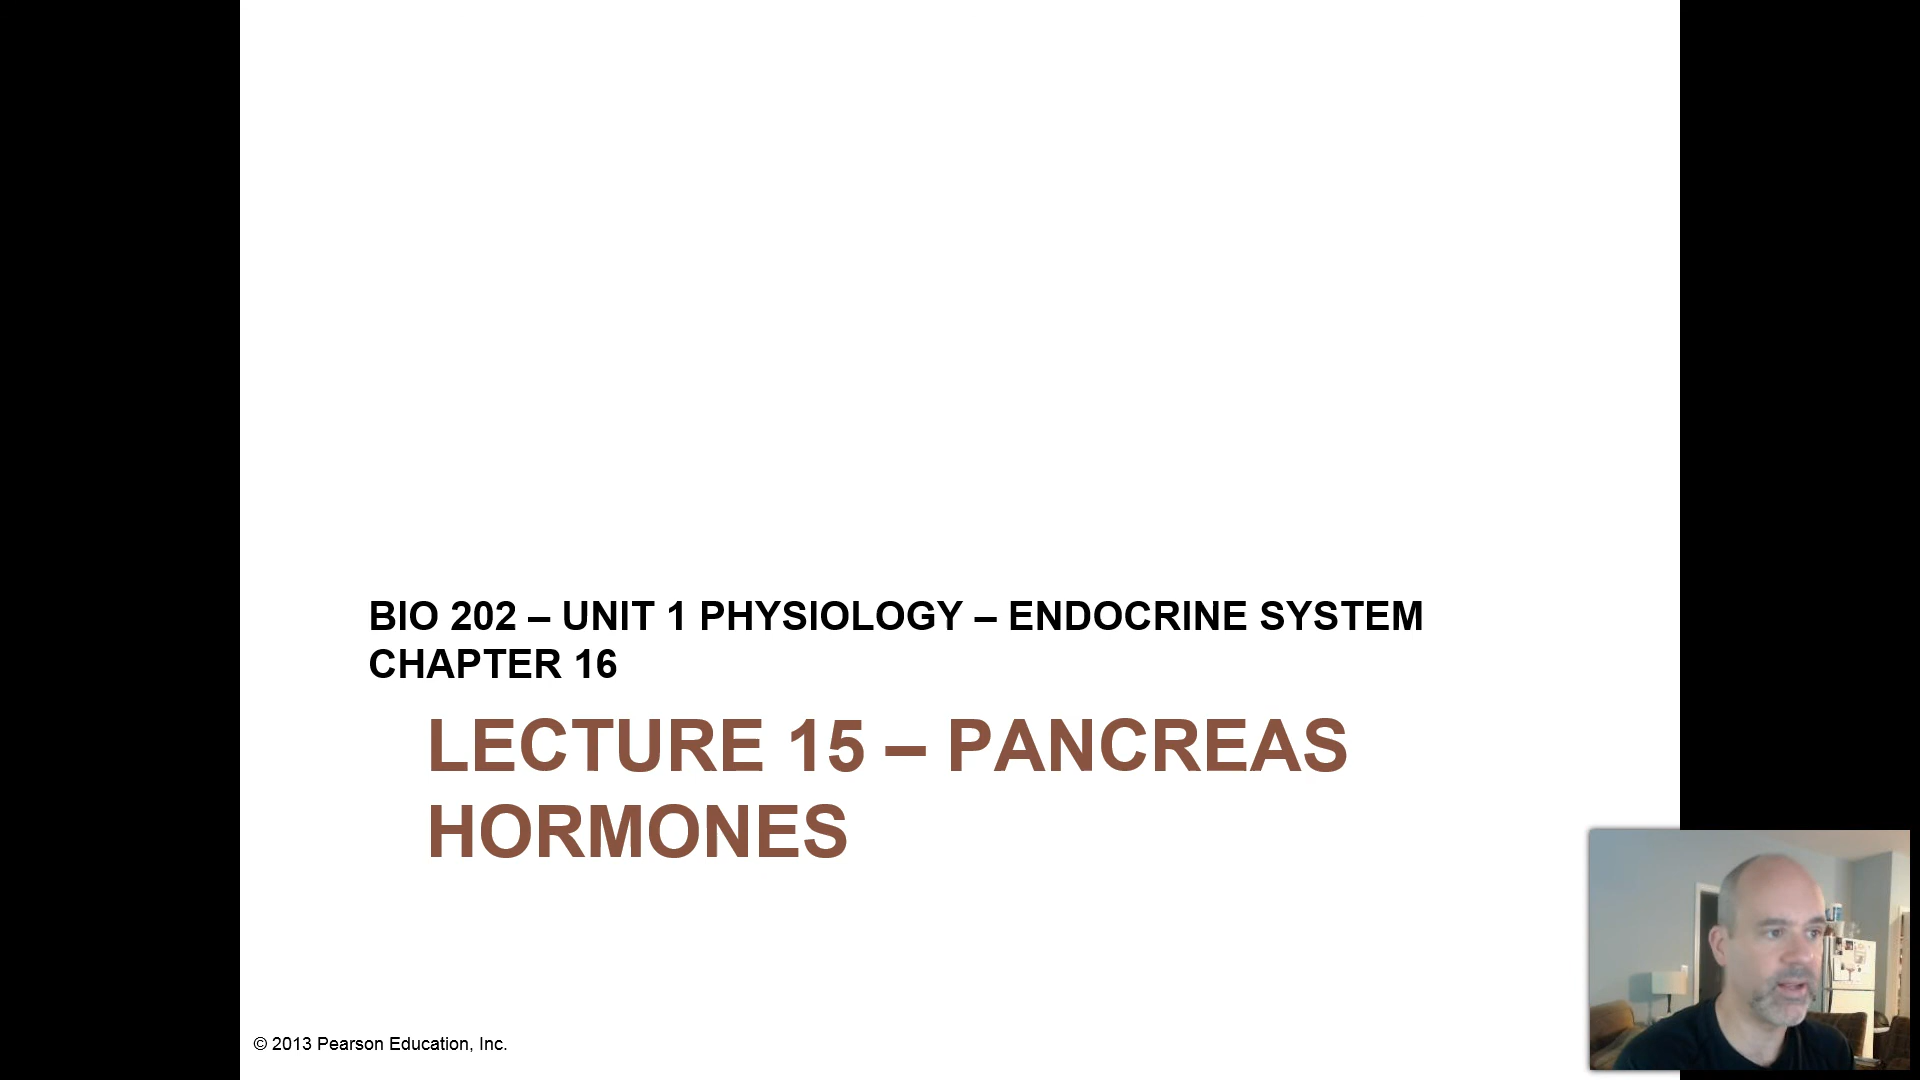 BIO 202 – UNIT 1 PHYSIOLOGY – ENDOCRINE SYSTEM
CHAPTER 16
LECTURE 15 – PANCREAS
HORMONES
© 2013 Pearson Education, Inc.